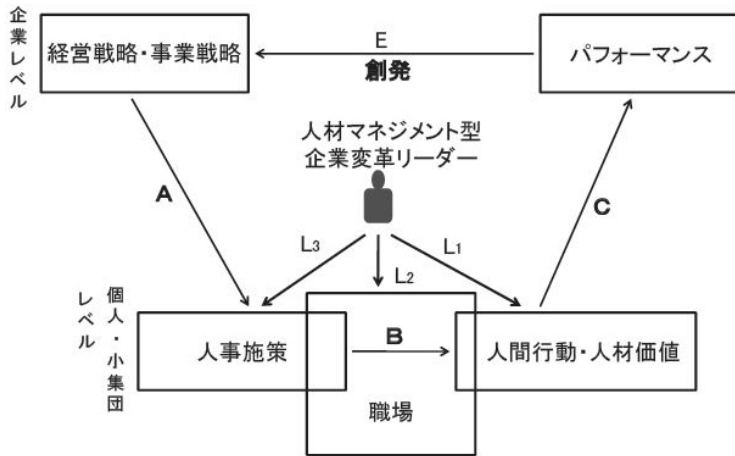 企業レベル
経営戦略・事業戦略
E
創発
パフォーマンス
人材マネジメント型
企業変革リーダー
A
C
L3
L2
L1
個人・小集団
レベル
人事施策
B
人間行動・人材価値
職場